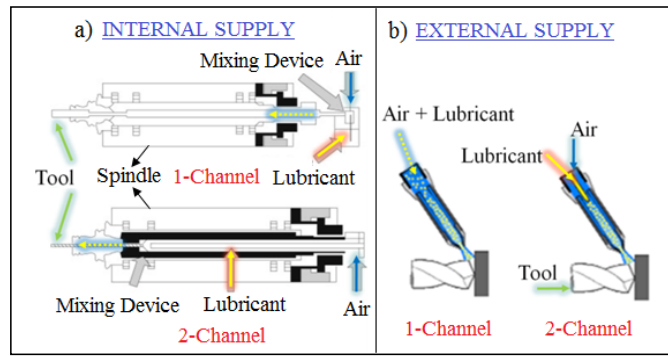 a) INTERNAL SUPPLY
Mixing Device
Air
Tool
Spindle
1-Channel
Lubricant
Mixing Device
Lubricant
Air
2-Channel
b) EXTERNAL SUPPLY
Air + Lubricant
Air
Lubricant
Tool
1-Channel
2-Channel